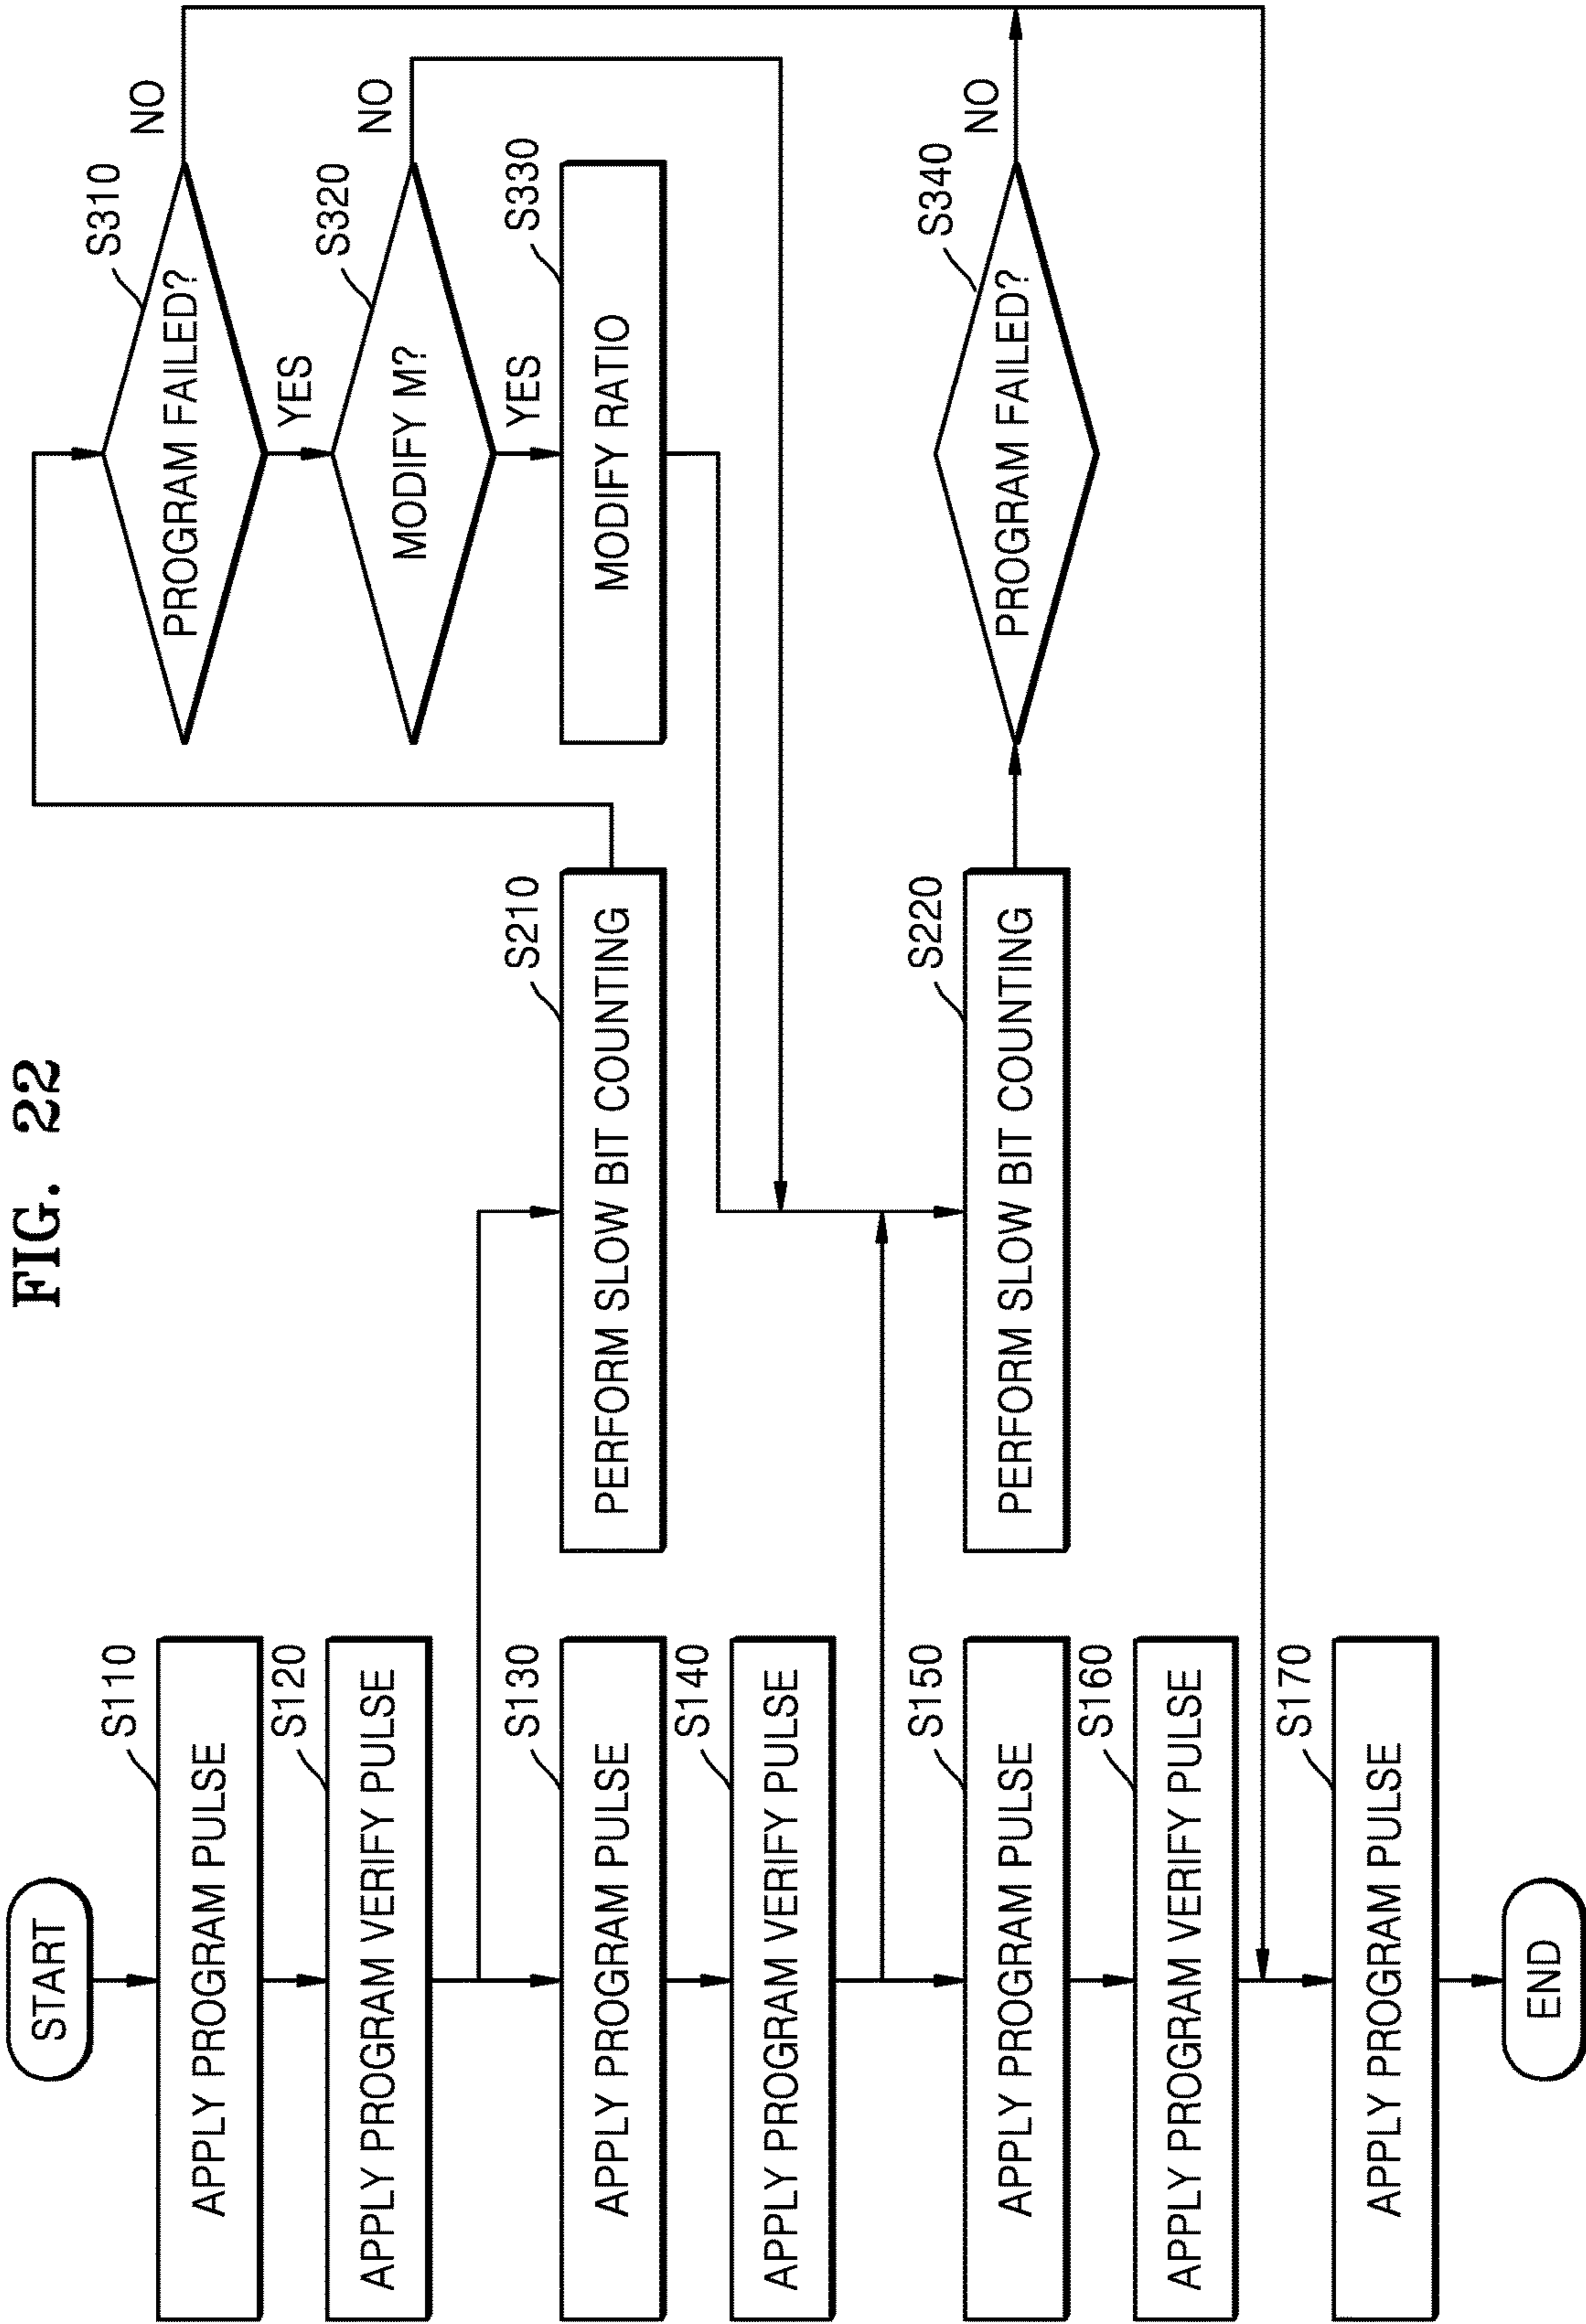 FIG. 22
START
S110
APPLY PROGRAM PULSE
S120
APPLY PROGRAM VERIFY PULSE
S130
APPLY PROGRAM PULSE
S140
APPLY PROGRAM VERIFY PULSE
S150
APPLY PROGRAM PULSE
S160
APPLY PROGRAM VERIFY PULSE
S170
APPLY PROGRAM PULSE
END
S210
PERFORM SLOW BIT COUNTING
S220
PERFORM SLOW BIT COUNTING
S310
PROGRAM FAILED?
NO
YES
S320
MODIFY M?
NO
YES
S330
MODIFY RATIO
S340
PROGRAM FAILED?
NO